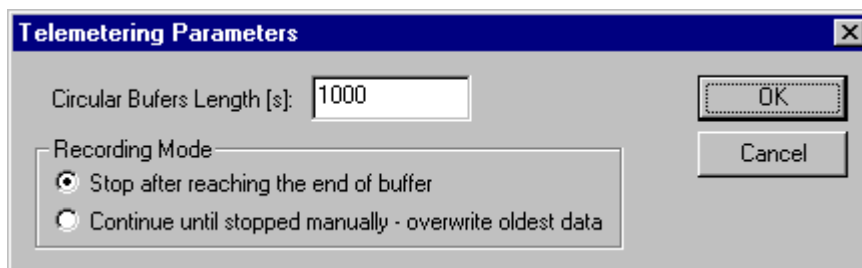 Telemetering Parameters
Circular Bufers Length [s]: 1000
OK
Cancel
Recording Mode
Stop after reaching the end of buffer
Continue until stopped manually - overwrite oldest data